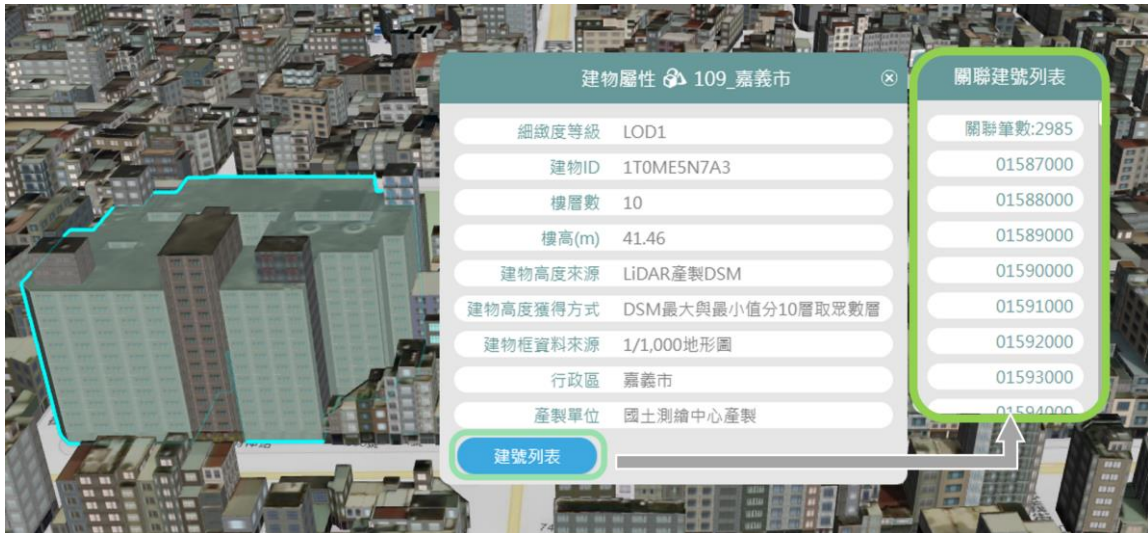 建物屬性 109_嘉義市
細緻度等級 LOD1
建物ID 1T0ME5N7A3
樓層數 10
樓高(m) 41.46
建物高度來源 LiDAR產製DSM
建物高度獲得方式 DSM最大與最小值分10層取眾數層
建物框資料來源 1/1,000地形圖
行政區 嘉義市
產製單位 國土測繪中心產製
建號列表
關聯建號列表
關聯筆數:2985
01587000
01588000
01589000
01590000
01591000
01592000
01593000
01594000